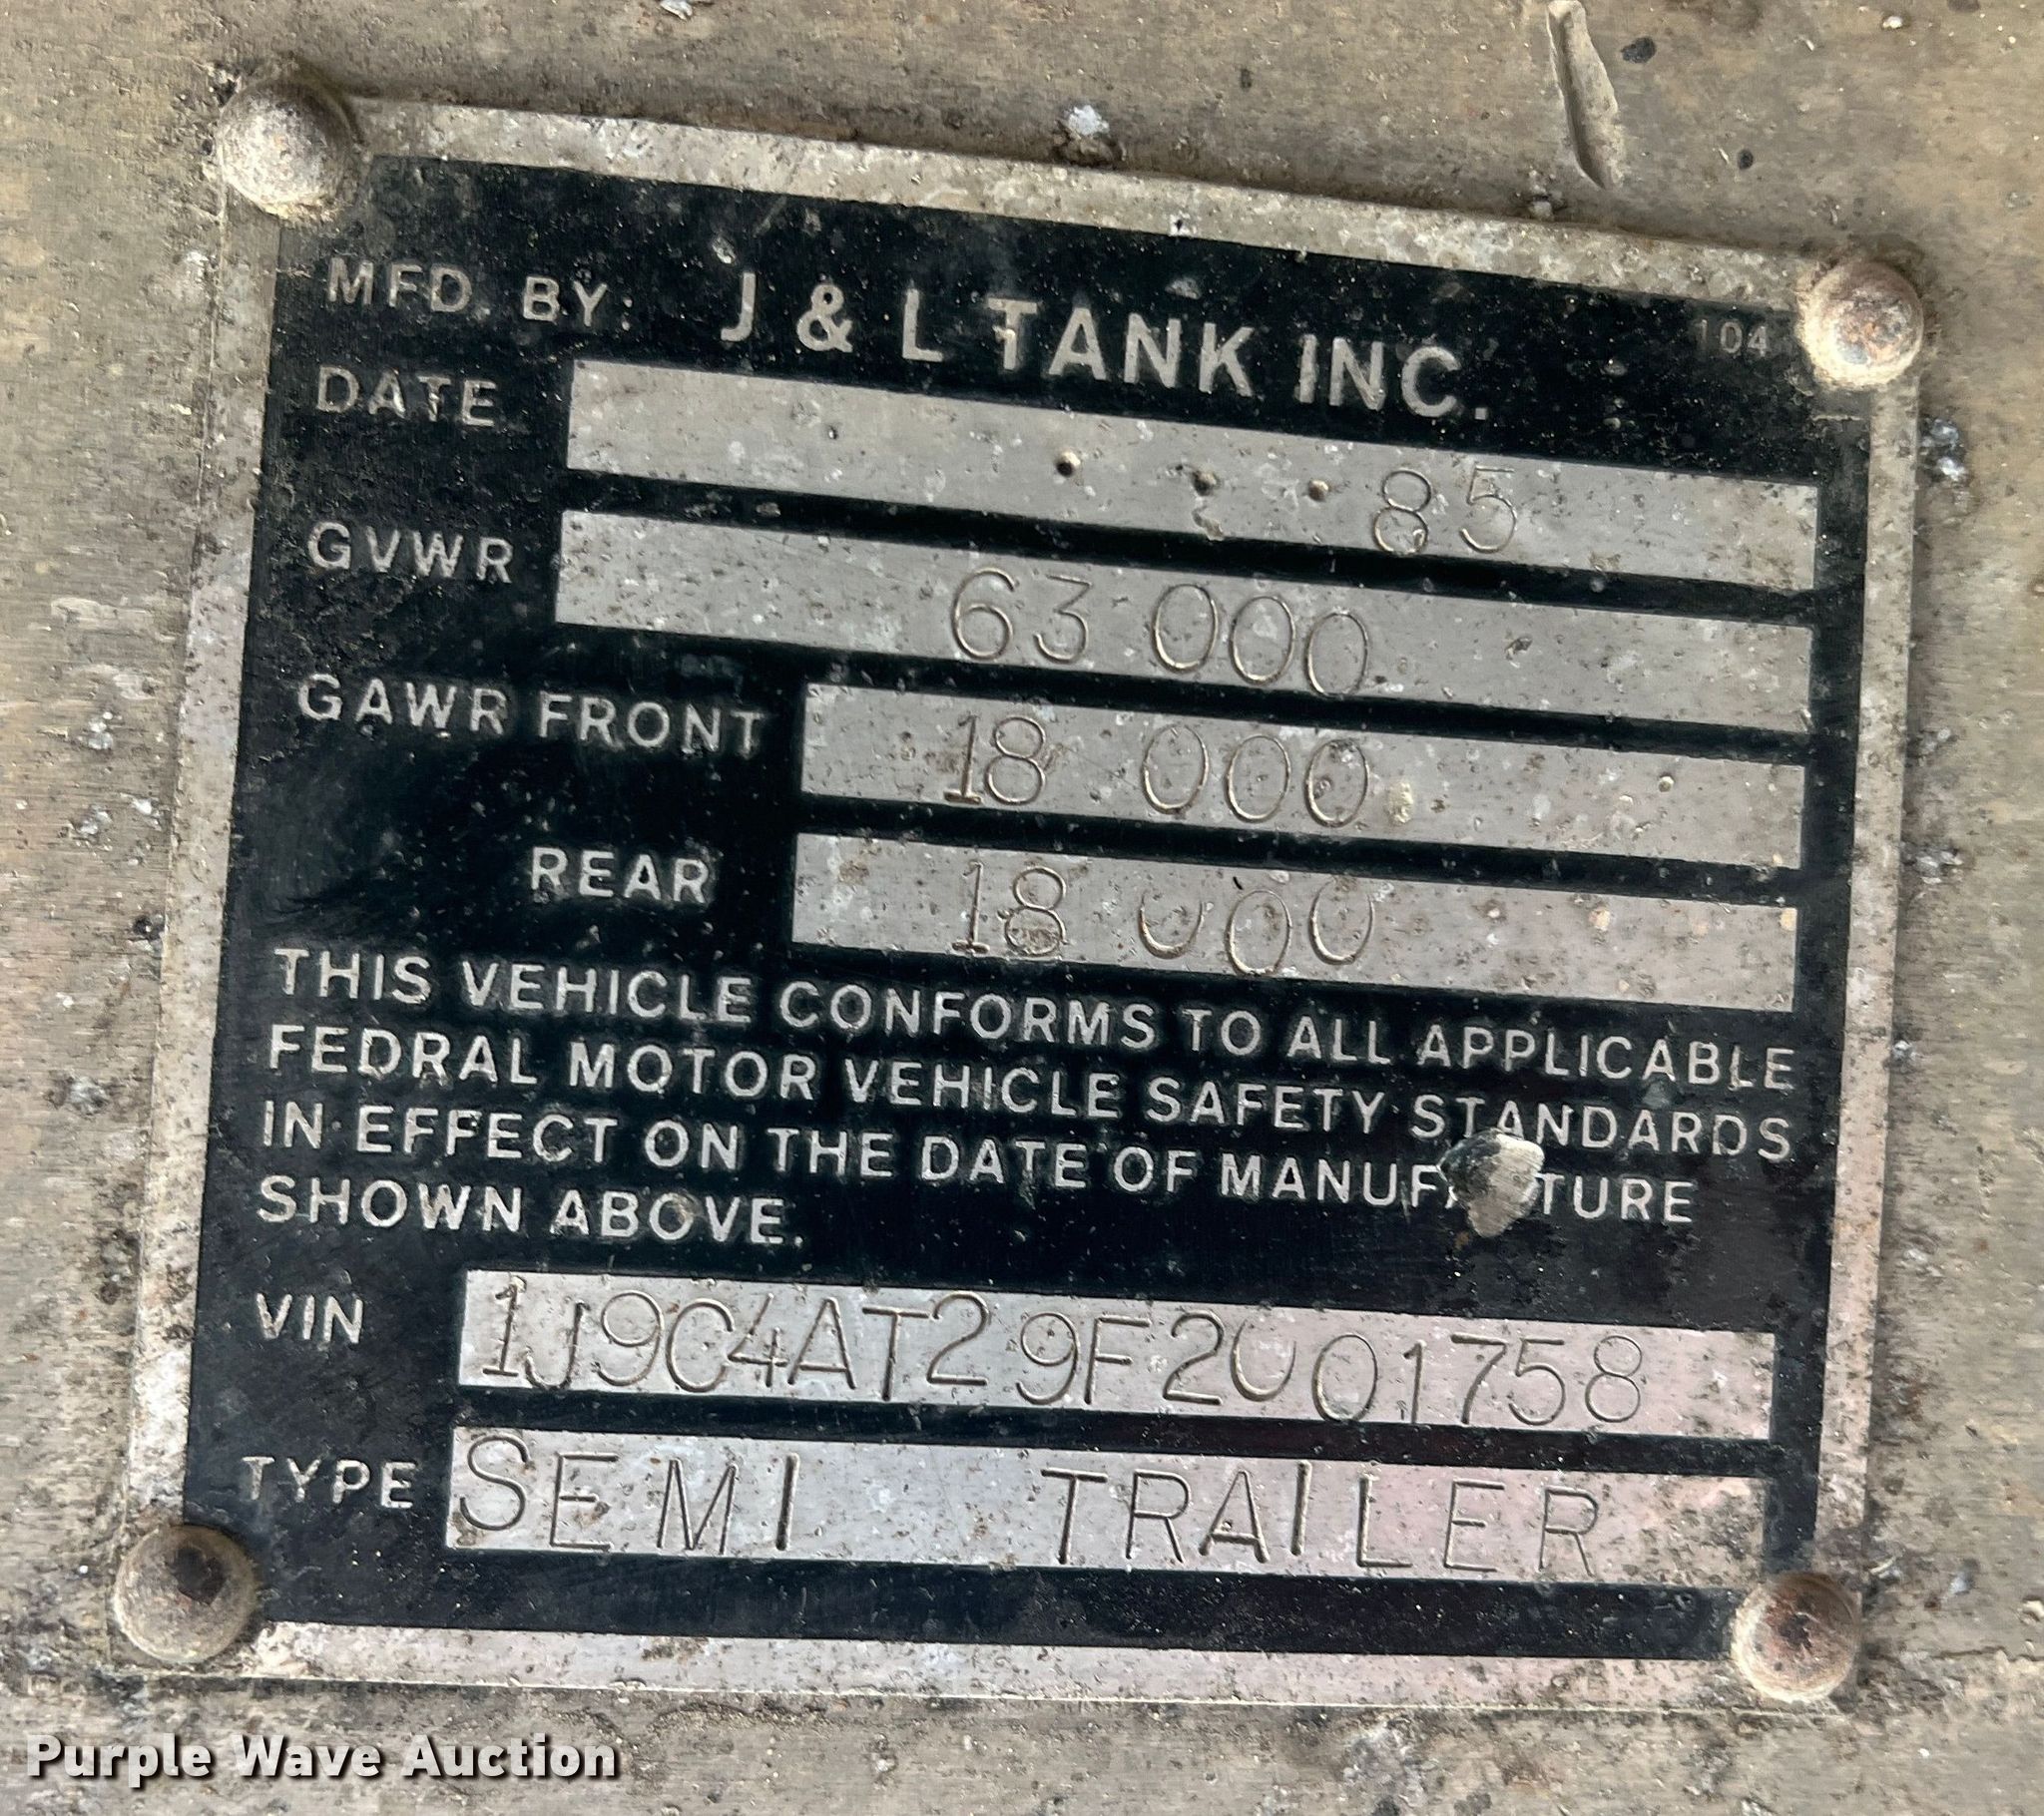 MFD. BY: J & L TANK INC. 104
DATE 85
GVWR 63 000
GAWR FRONT 18 000
REAR 18 000
THIS VEHICLE CONFORMS TO ALL APPLICABLE
FEDRAL MOTOR VEHICLE SAFETY STANDARDS
IN EFFECT ON THE DATE OF MANUFACTURE
SHOWN ABOVE.
VIN 1J9C4AT29F2001758
TYPE SEMI TRAILER
Purple Wave Auction